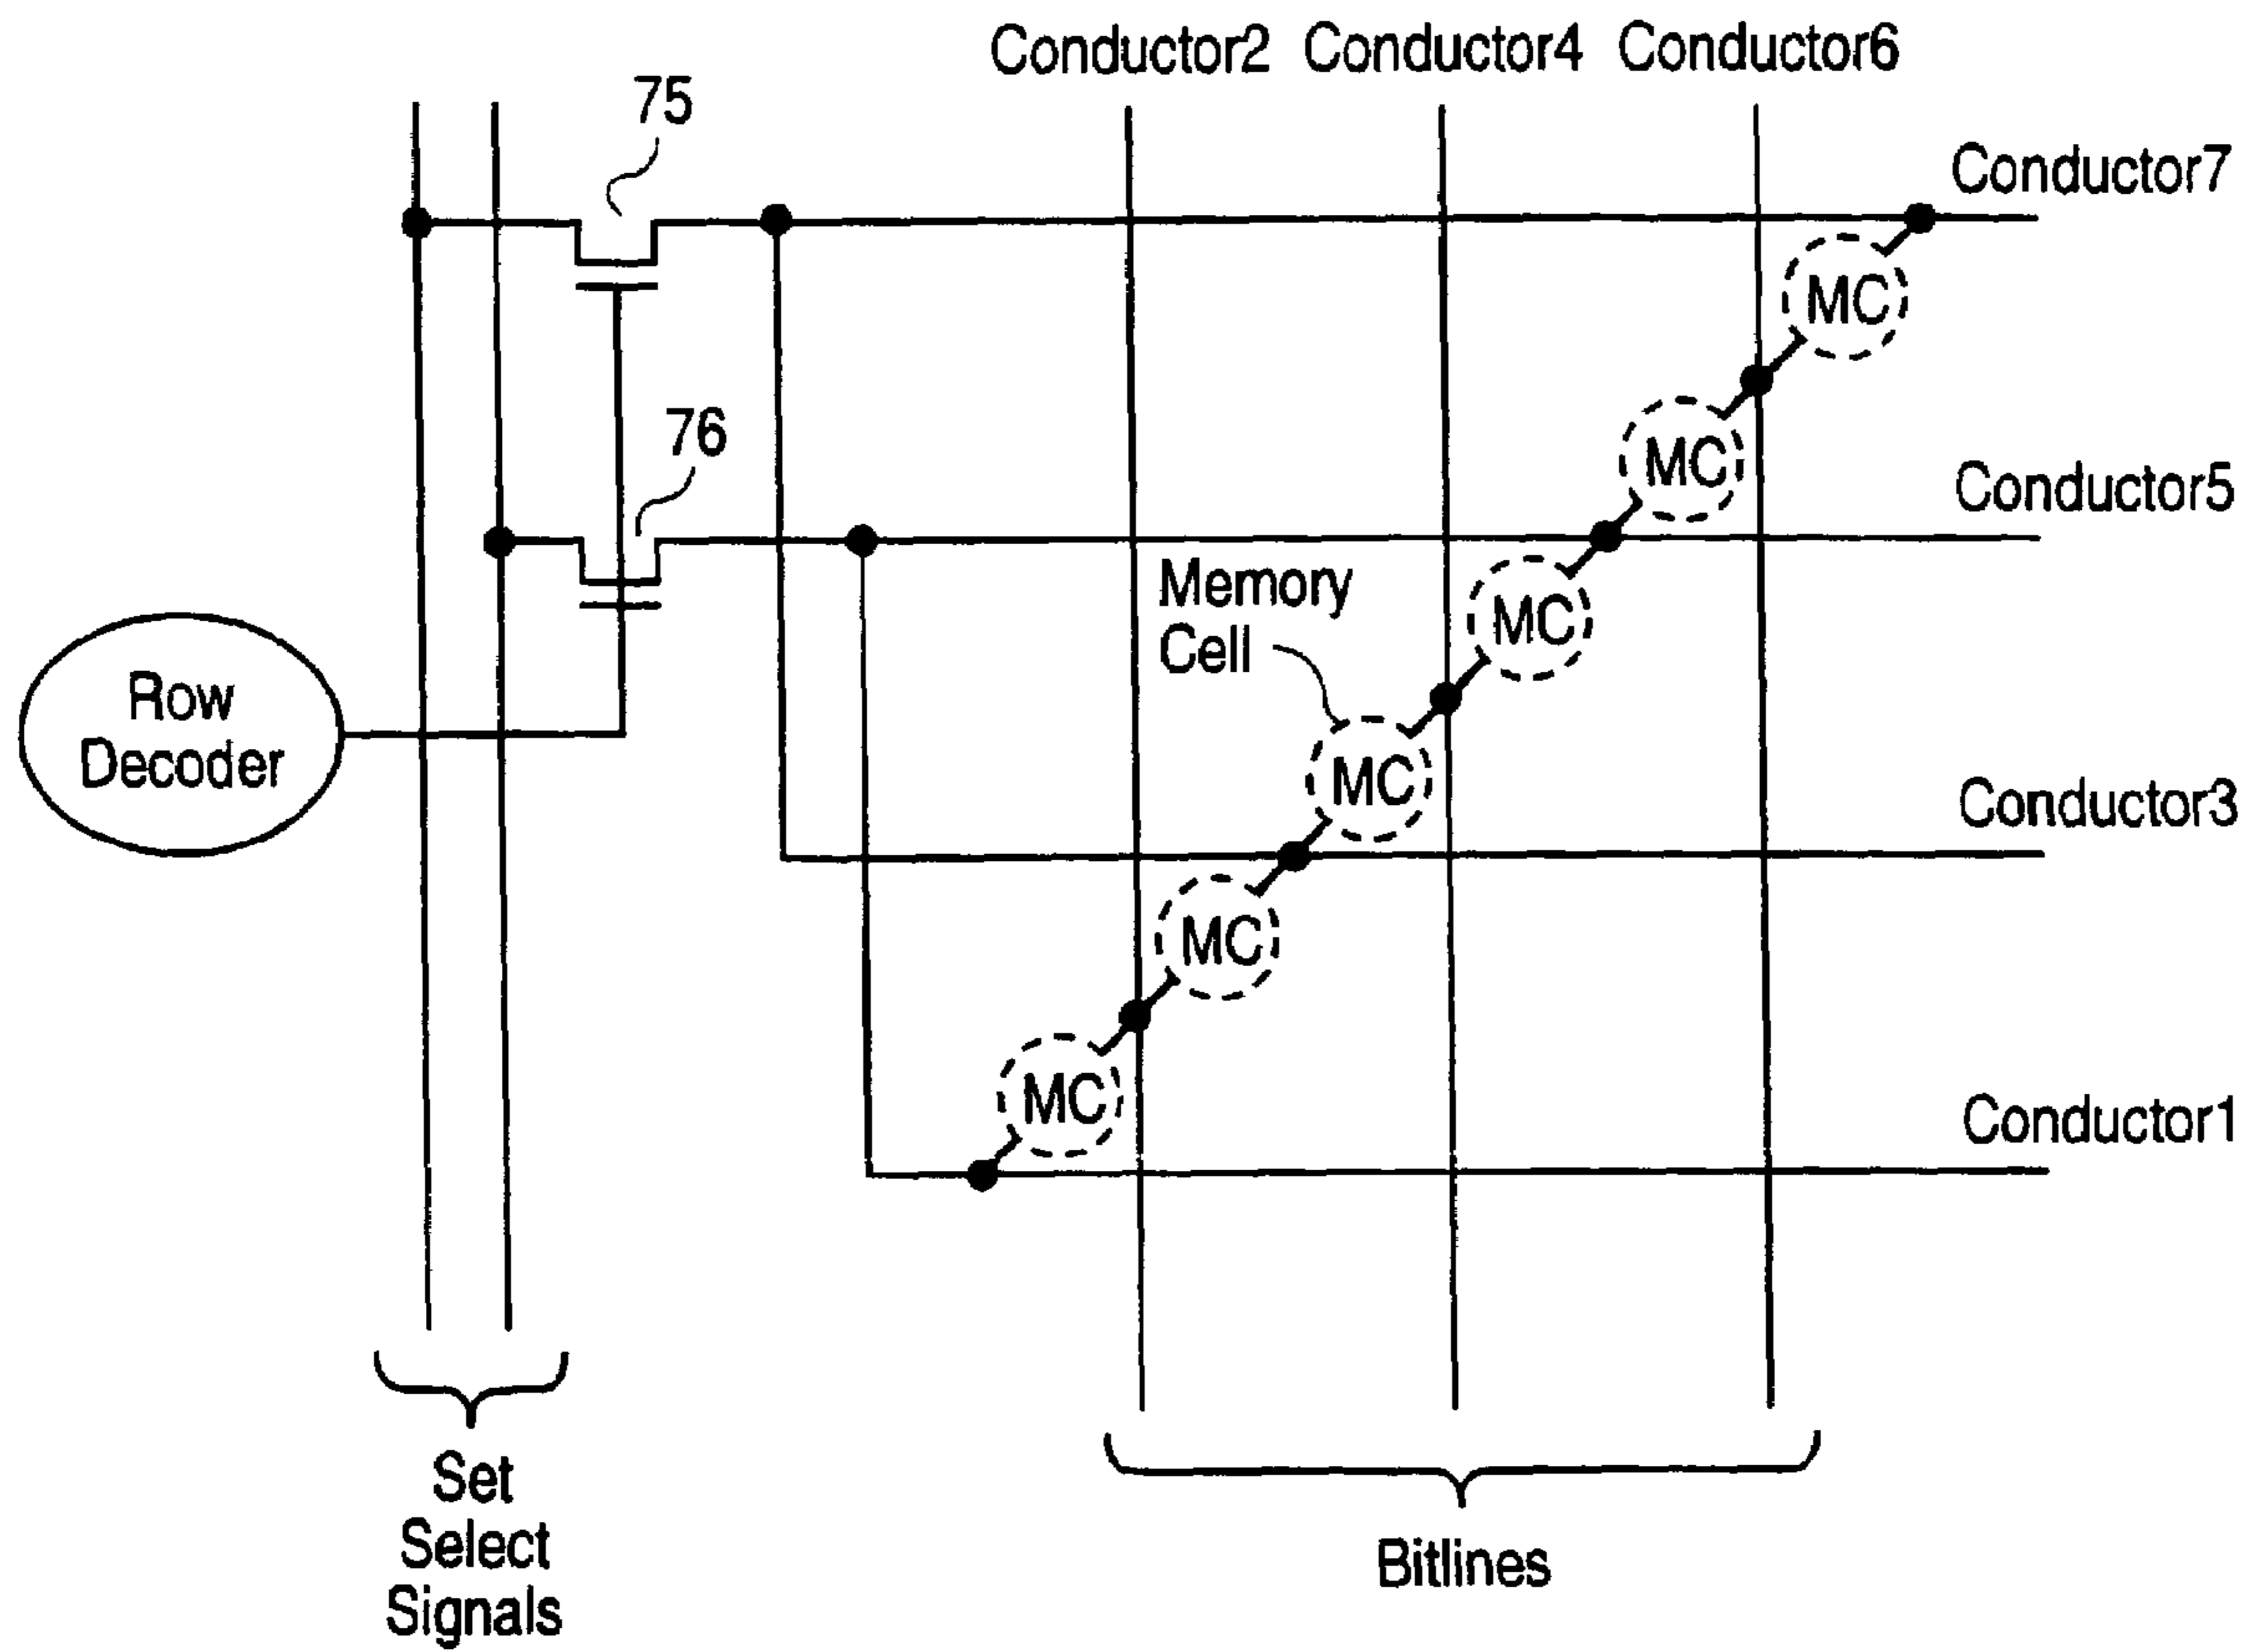 Conductor2 Conductor4 Conductor6
75
Conductor7
76
Conductor5
Memory
Cell
Row
Decoder
MC
MC
MC
MC
MC
MC
Conductor3
Conductor1
Set
Select
Signals
Bitlines